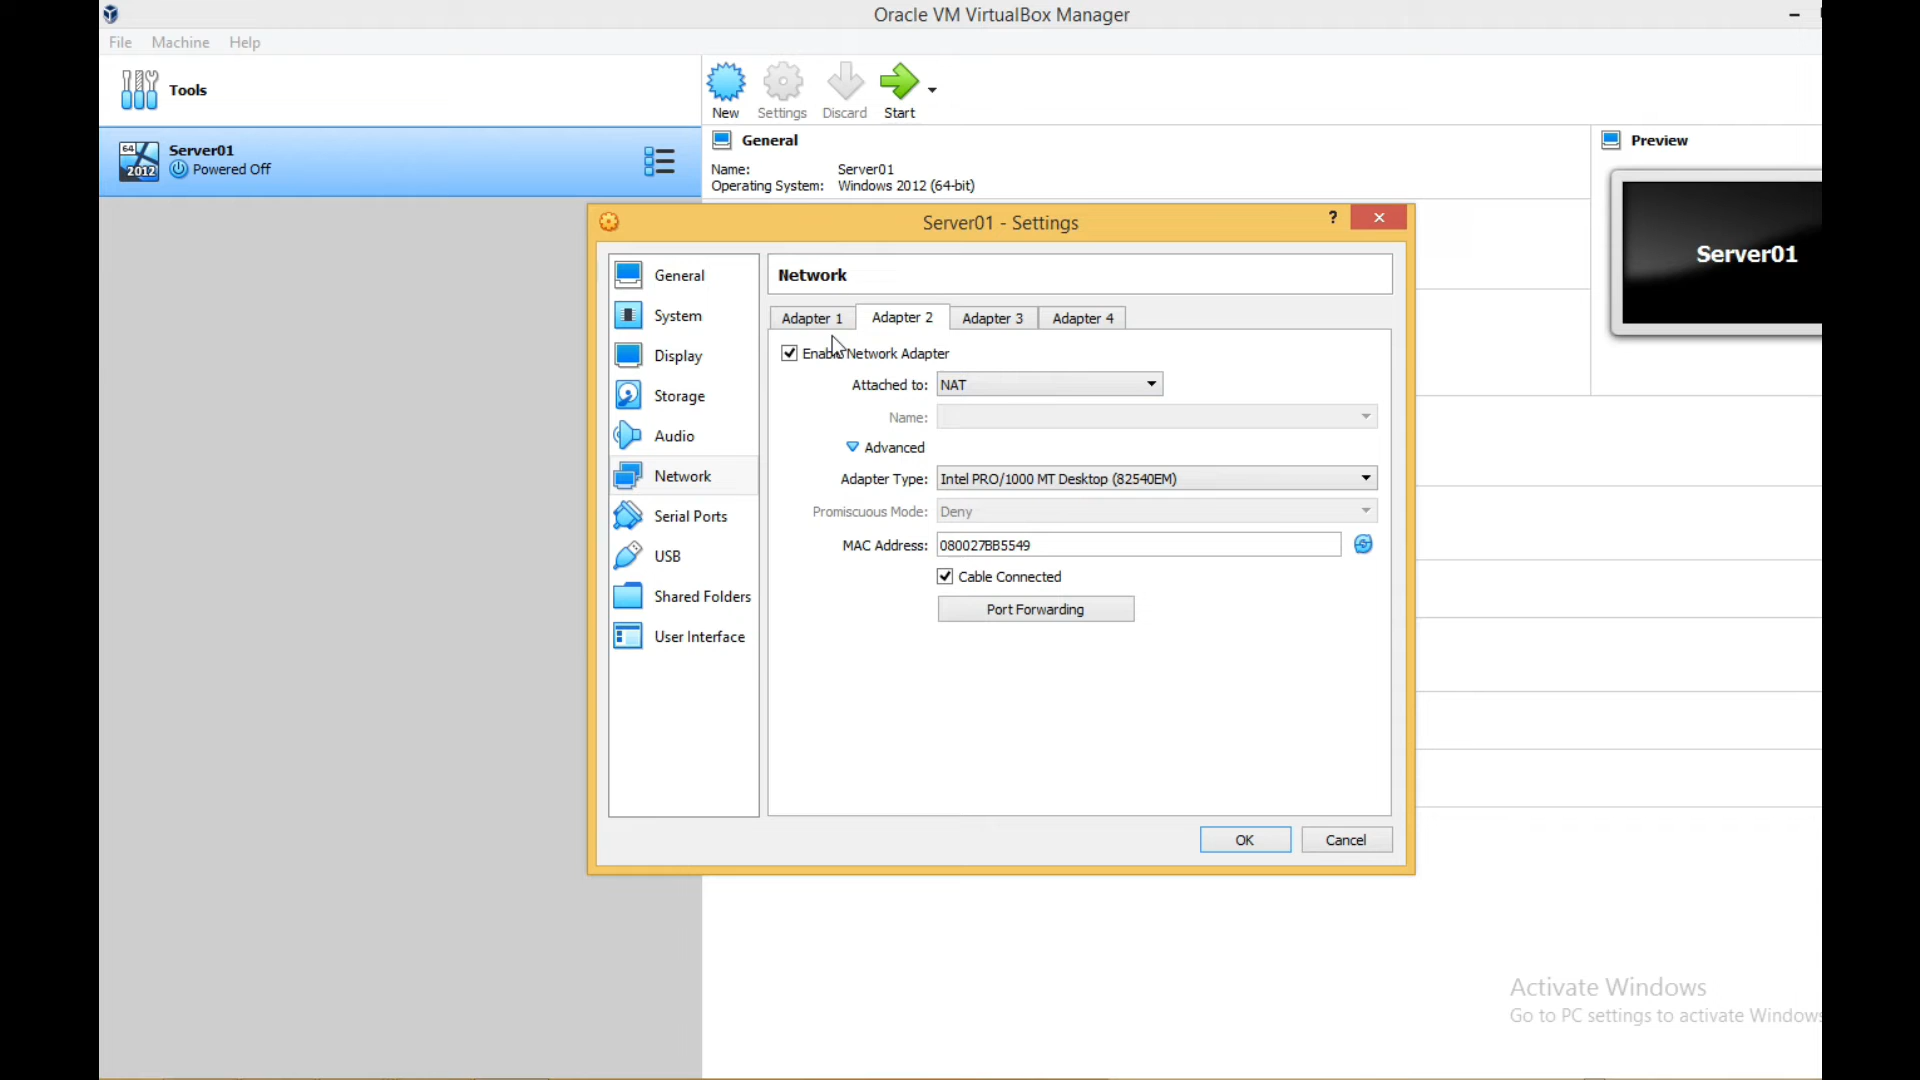 Oracle VM VirtualBox Manager
File Machine Help
Tools
New Settings Discard Start
64
2012
Server01
Powered Off
General
Name: Server01
Operating System: Windows 2012 (64-bit)
Preview
Server01
Server01 - Settings
?
General
System
Display
Storage
Audio
Network
Serial Ports
USB
Shared Folders
User Interface
Network
Adapter 1 Adapter 2 Adapter 3 Adapter 4
Enable Network Adapter
Attached to: NAT
Name:
Advanced
Adapter Type: Intel PRO/1000 MT Desktop (82540EM)
Promiscuous Mode: Deny
MAC Address: 080027BB5549
Cable Connected
Port Forwarding
OK Cancel
Activate Windows
Go to PC settings to activate Windows